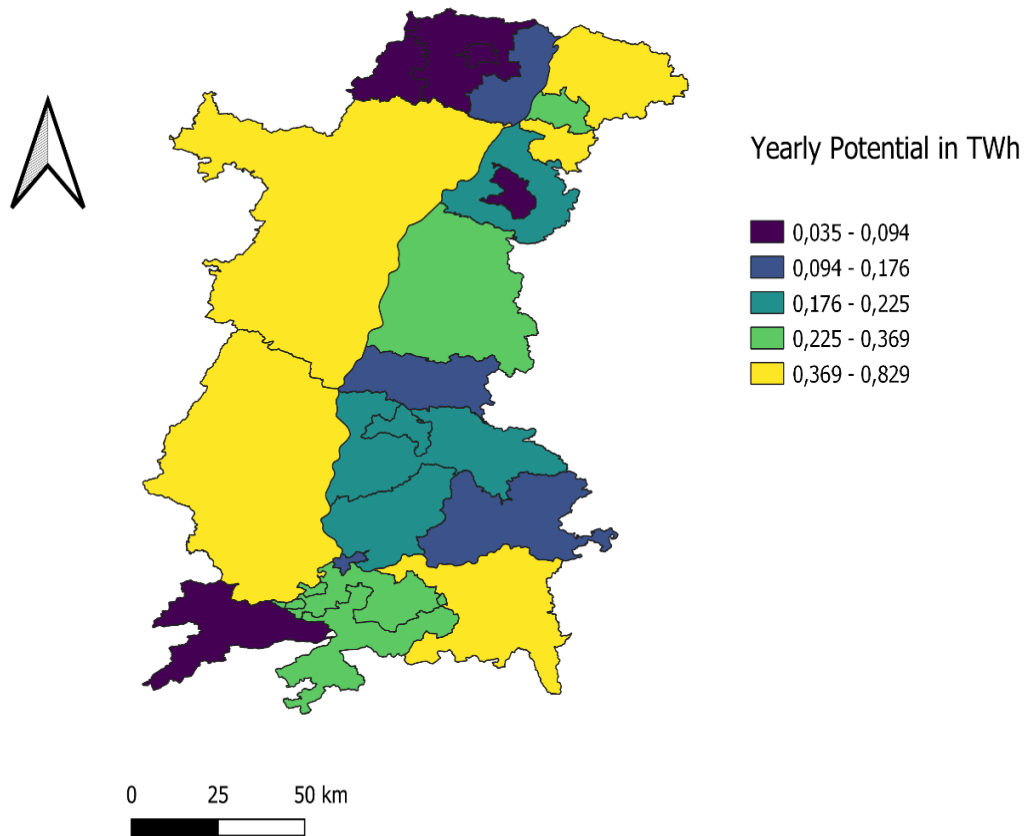 Yearly Potential in TWh
0,035 - 0,094
0,094 - 0,176
0,176 - 0,225
0,225 - 0,369
0,369 - 0,829
0 25 50 km